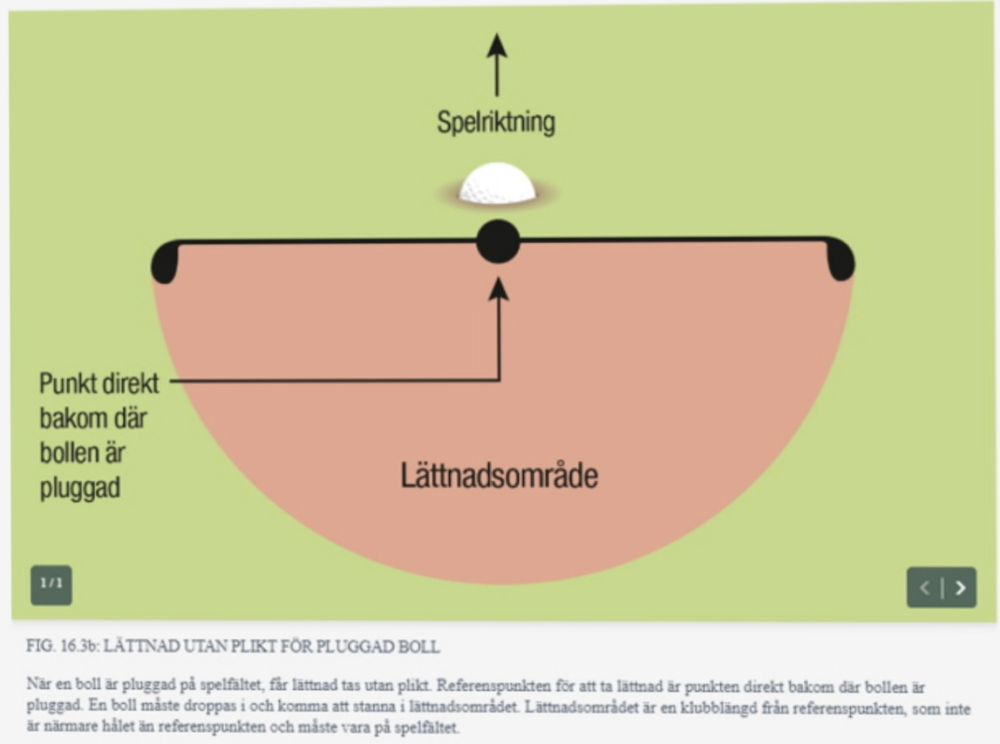 Spelriktning
Punkt direkt
bakom där
bollen är
pluggad
Lättnadsområde
1/1
FIG. 16.3b: LÄTTNAD UTAN PLIKT FÖR PLUGGAD BOLL
När en boll är pluggad på spelfältet, får lättnad tas utan plikt. Referenspunkten för att ta lättnad är punkten direkt bakom där bollen är
pluggad. En boll måste droppas i och komma att stanna i lättnadsområdet. Lättnadsområdet är en klubblängd från referenspunkten, som inte
är närmare hålet än referenspunkten och måste vara på spelfältet.